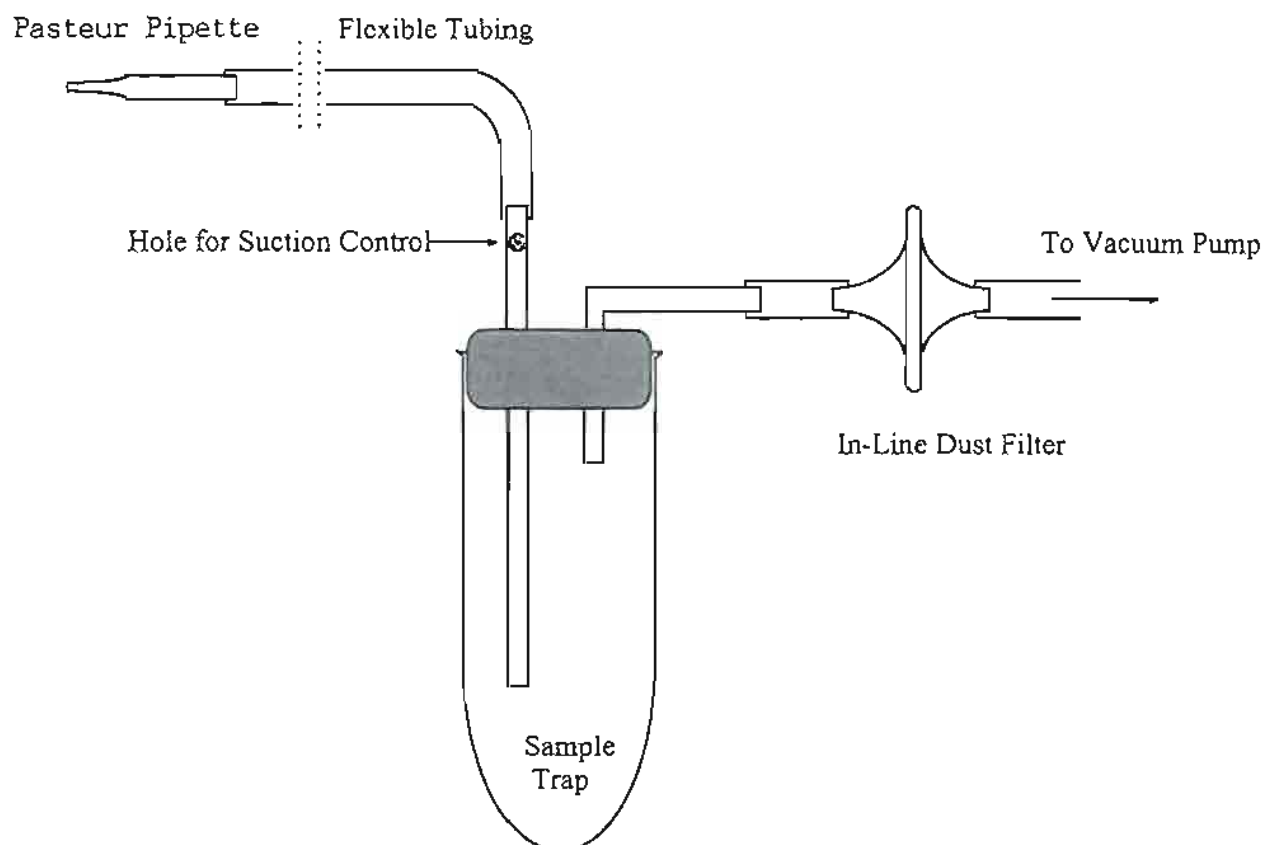 Pasteur Pipette
Flexible Tubing
Hole for Suction Control
To Vacuum Pump
In-Line Dust Filter
Sample
Trap